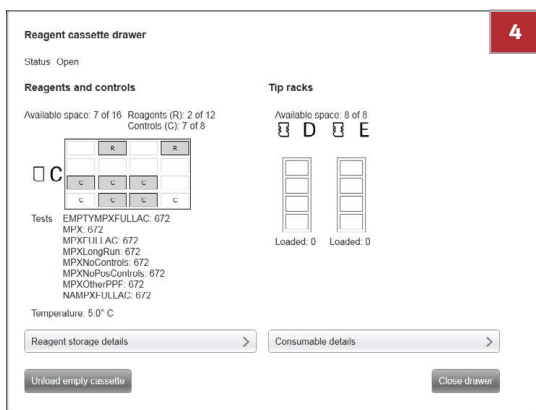 4
Reagent cassette drawer
Status Open
Reagents and controls
Available space: 7 of 16 Reagents (R): 2 of 12
Controls (C): 7 of 8
C
R R
C C C
C C C C
Tests EMPTYMPXFULLAC: 672
MPX: 672
MPXFULLAC: 672
MPXLongRun: 672
MPXNoControls: 672
MPXNoPosControls: 672
MPXOtherPPF: 672
NAMPXFULLAC: 672
Temperature: 5.0° C
Reagent storage details
Unload empty cassette
Tip racks
Available space: 8 of 8
D E
Loaded: 0 Loaded: 0
Consumable details
Close drawer